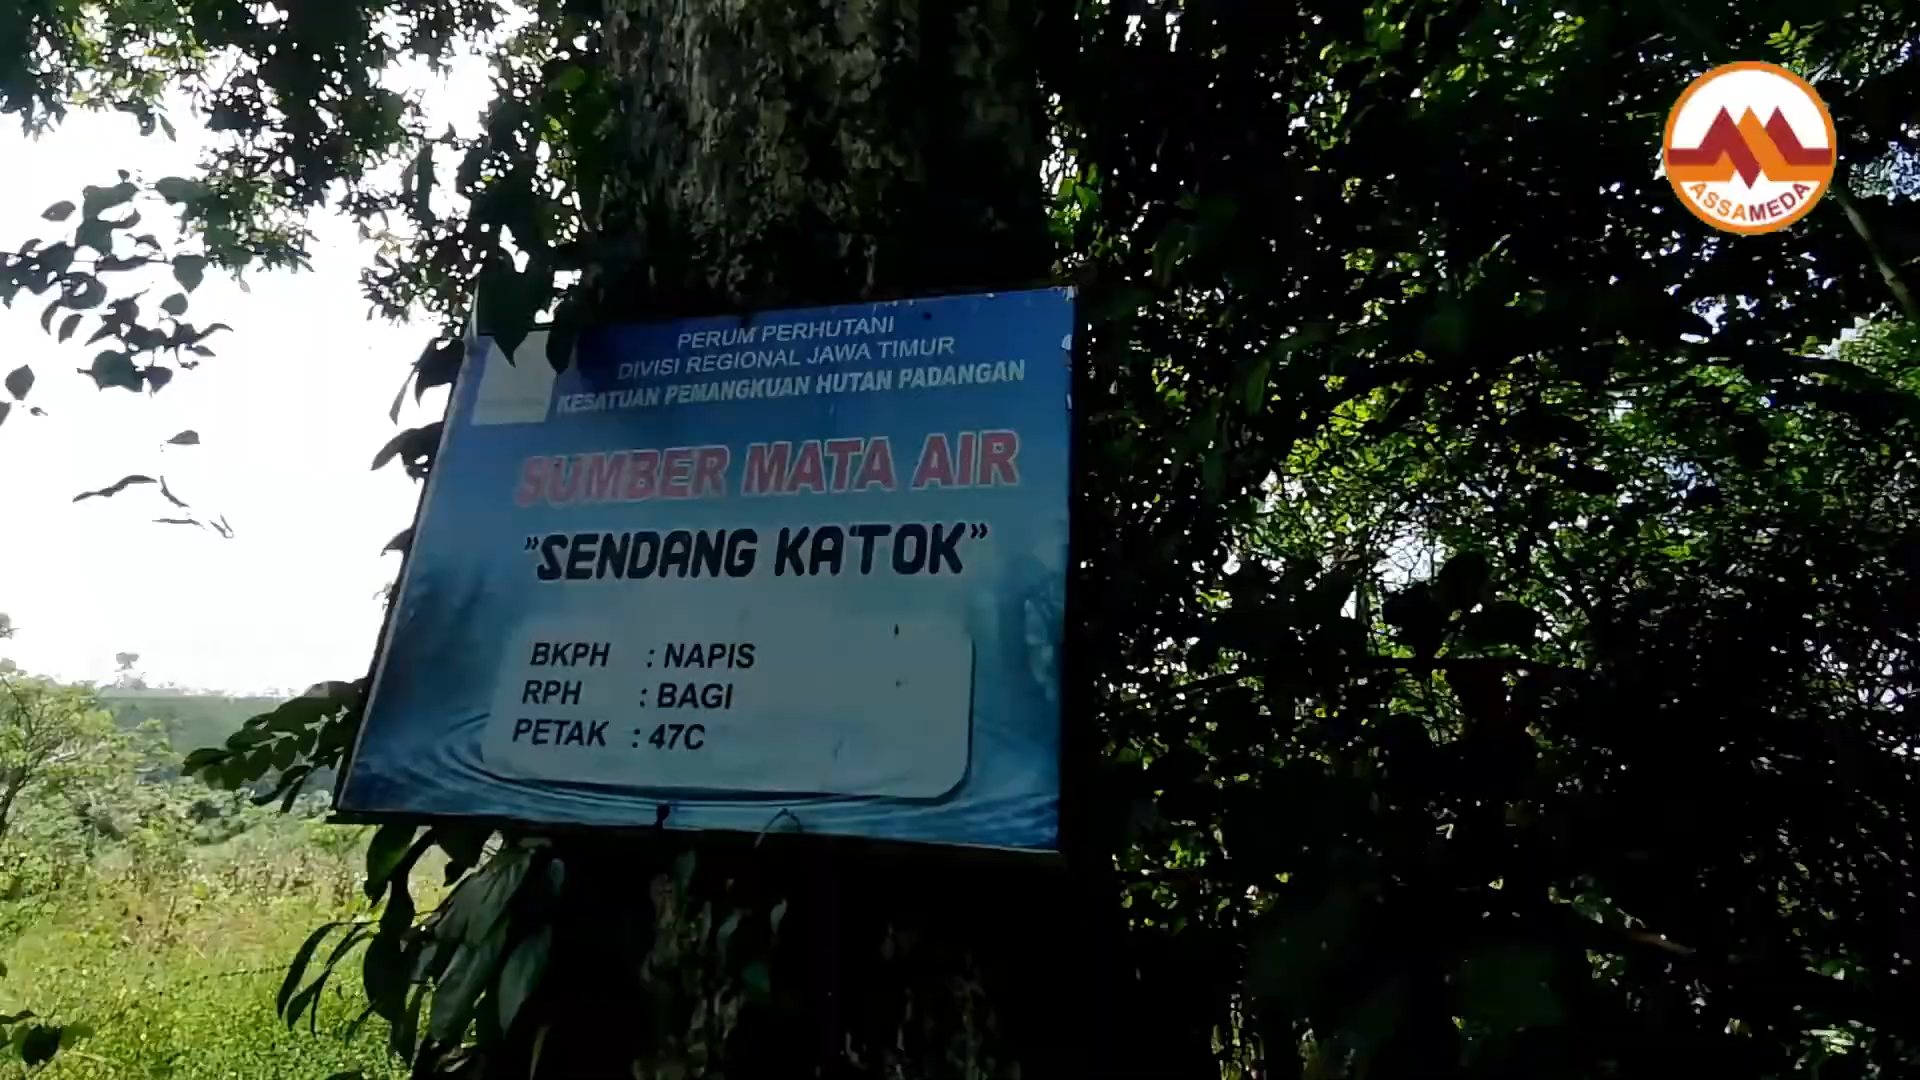 PERUM PERHUTANI
DIVISI REGIONAL JAWA TIMUR
KESATUAN PEMANGKUAN HUTAN PADANGAN
SUMBER MATA AIR
"SENDANG KATOK"
BKPH : NAPIS
RPH : BAGI
PETAK : 47C
ASSAMEDA